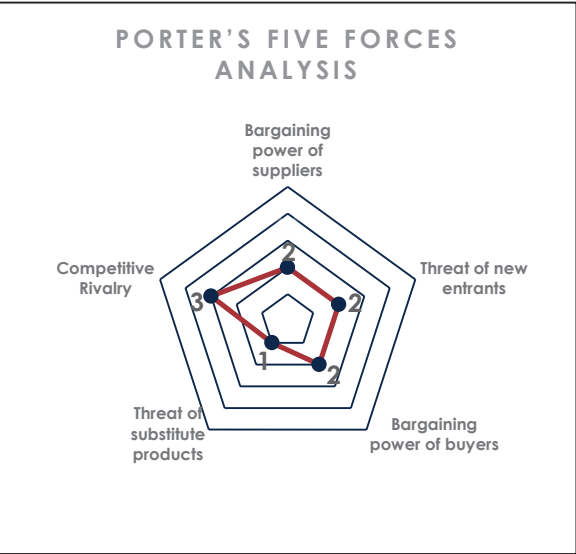 PORTER’S FIVE FORCES
ANALYSIS
Bargaining
power of
suppliers
2
Competitive
Rivalry
Threat of new
entrants
3
2
1
2
Threat of
substitute
products
Bargaining
power of buyers